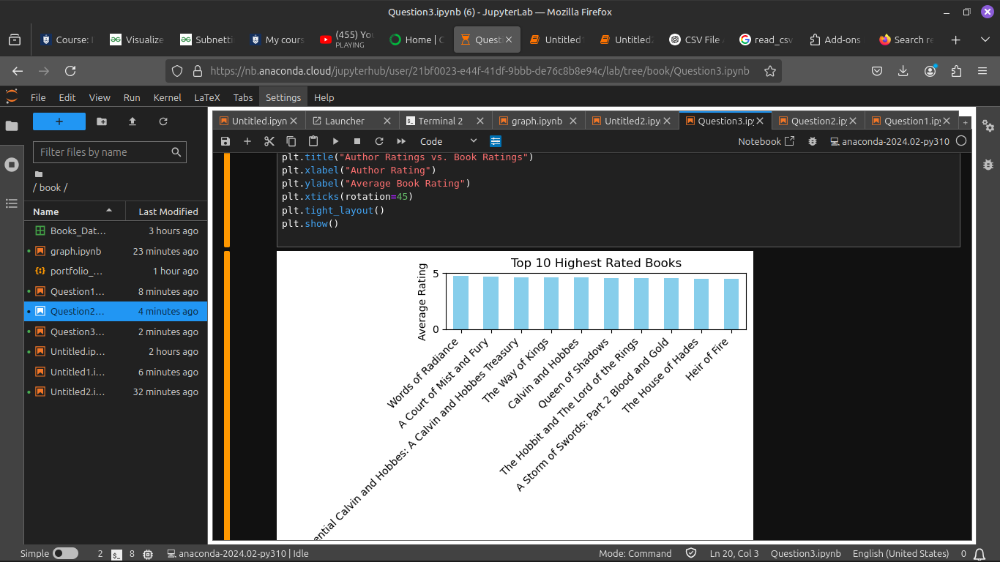 Question3.ipynb (6) - JupyterLab — Mozilla Firefox
Course: 
Visualize
Subnetti
My cours
(455) Yo
PLAYING
Home | C
Quest
Untitled
Untitled
CSV File
read_csv
Add-ons
Search re
https://nb.anaconda.cloud/jupyterhub/user/21bf0023-e44f-41df-9bbb-de76c8b8e94c/lab/tree/book/Question3.ipynb
File Edit View Run Kernel LaTeX Tabs Settings Help
Untitled.ipyn
Launcher
Terminal 2
graph.ipynb
Untitled2.ipy
Question3.ip
Question2.ip
Question1.ip
Code
Notebook
anaconda-2024.02-py310
Filter files by name
/ book /
Name Last Modified
Books_Dat... 3 hours ago
graph.ipynb 23 minutes ago
portfolio_... 1 hour ago
Question1... 8 minutes ago
Question2... 4 minutes ago
Question3... 2 minutes ago
Untitled.ip... 2 hours ago
Untitled1.i... 6 minutes ago
Untitled2.i... 32 minutes ago
plt.title("Author Ratings vs. Book Ratings")
plt.xlabel("Author Rating")
plt.ylabel("Average Book Rating")
plt.xticks(rotation=45)
plt.tight_layout()
plt.show()
Top 10 Highest Rated Books
Average Rating
5
0
Words of Radiance
A Court of Mist and Fury
ential Calvin and Hobbes: A Calvin and Hobbes Treasury
The Way of Kings
Calvin and Hobbes
Queen of Shadows
The Hobbit and The Lord of the Rings
A Storm of Swords: Part 2 Blood and Gold
The House of Hades
Heir of Fire
Simple 2 8 anaconda-2024.02-py310 | Idle
Mode: Command Ln 20, Col 3 Question3.ipynb English (United States) 0